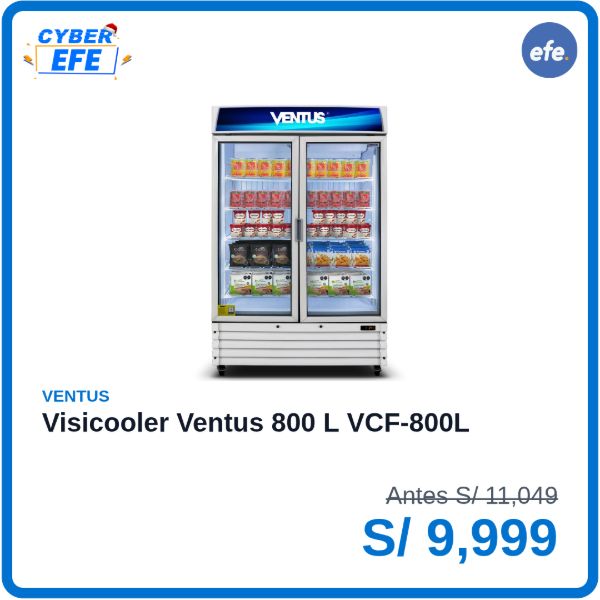 CYBER
EFE
efe.
VENTUS
VENTUS
Visicooler Ventus 800 L VCF-800L
Antes S/ 11,049
S/ 9,999